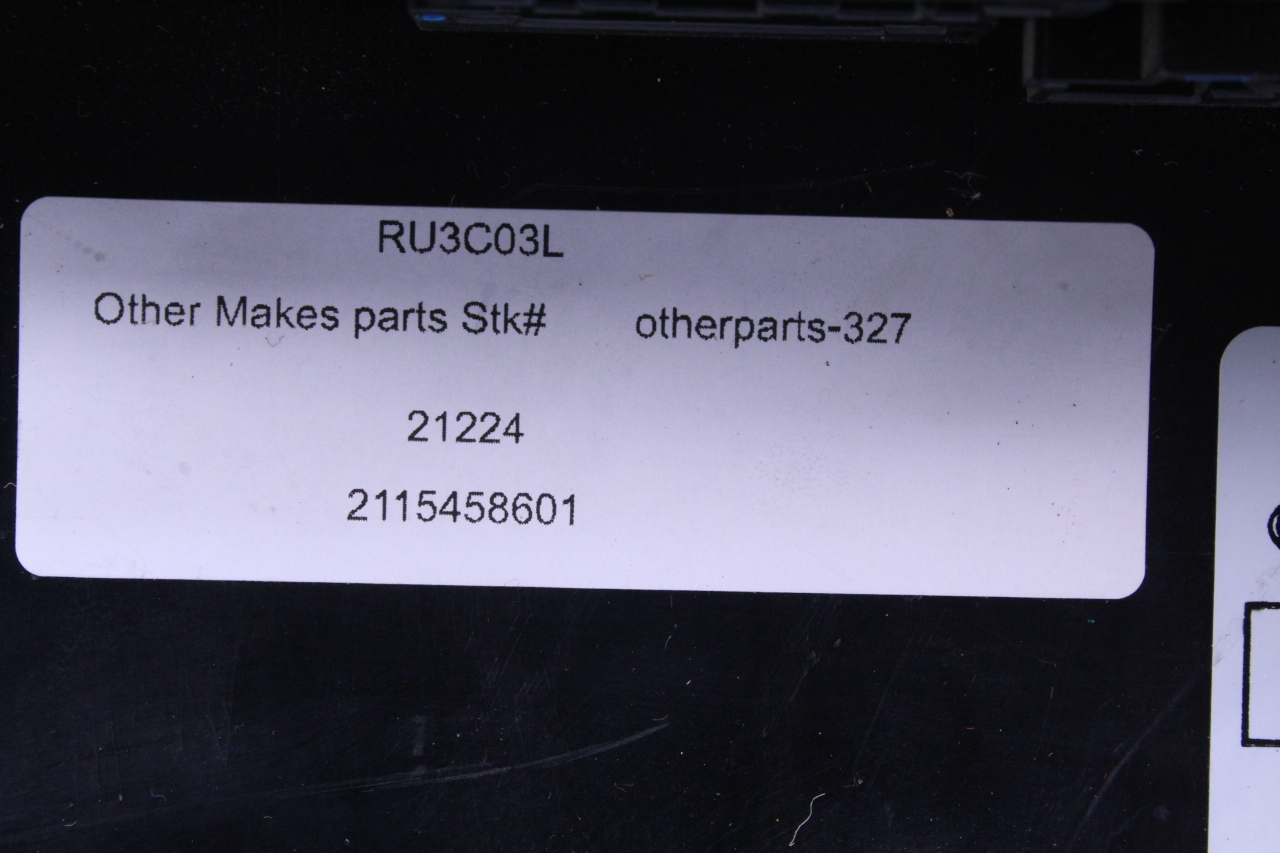 RU3C03L
Other Makes parts Stk# otherparts-327
21224
2115458601